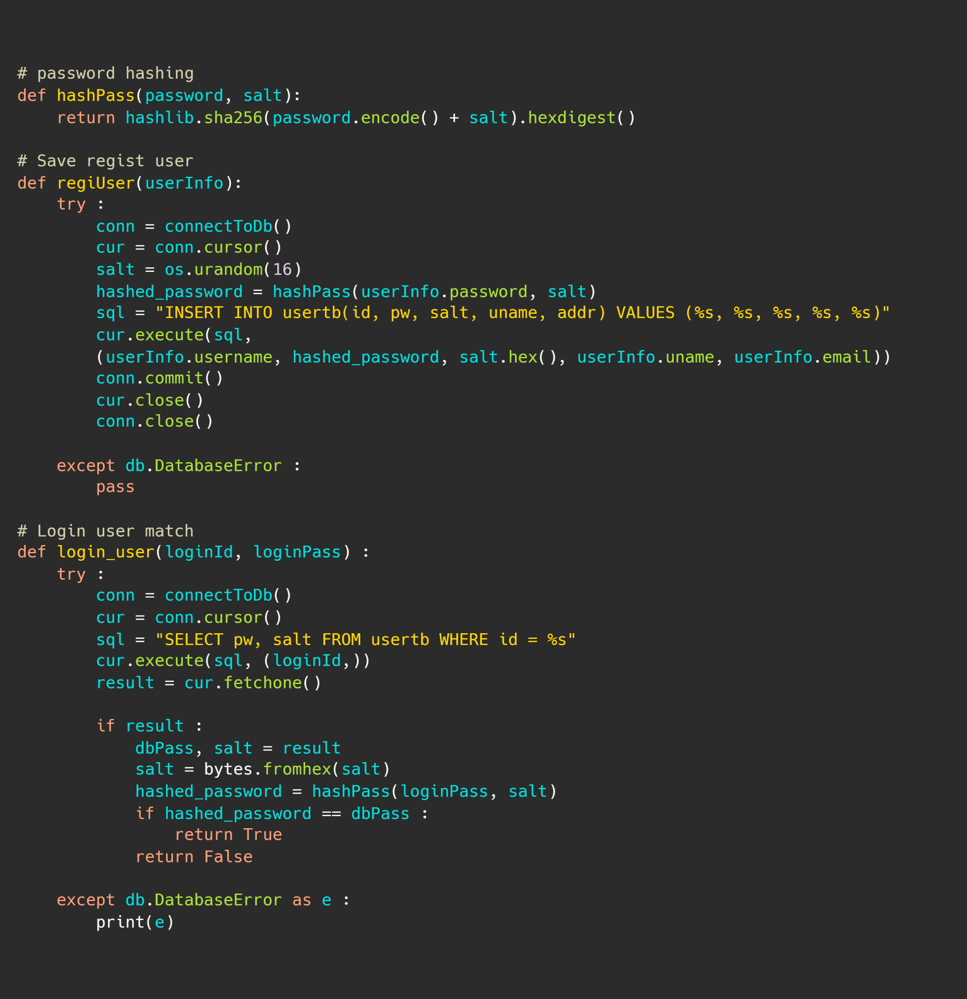 # password hashing
def hashPass(password, salt):
    return hashlib.sha256(password.encode() + salt).hexdigest()

# Save regist user
def regiUser(userInfo):
    try :
        conn = connectToDb()
        cur = conn.cursor()
        salt = os.urandom(16)
        hashed_password = hashPass(userInfo.password, salt)
        sql = "INSERT INTO usertb(id, pw, salt, uname, addr) VALUES (%s, %s, %s, %s, %s)"
        cur.execute(sql,
        (userInfo.username, hashed_password, salt.hex(), userInfo.uname, userInfo.email))
        conn.commit()
        cur.close()
        conn.close()

    except db.DatabaseError :
        pass

# Login user match
def login_user(loginId, loginPass) :
    try :
        conn = connectToDb()
        cur = conn.cursor()
        sql = "SELECT pw, salt FROM usertb WHERE id = %s"
        cur.execute(sql, (loginId,))
        result = cur.fetchone()

        if result :
            dbPass, salt = result
            salt = bytes.fromhex(salt)
            hashed_password = hashPass(loginPass, salt)
            if hashed_password == dbPass :
                return True
            return False

    except db.DatabaseError as e :
        print(e)